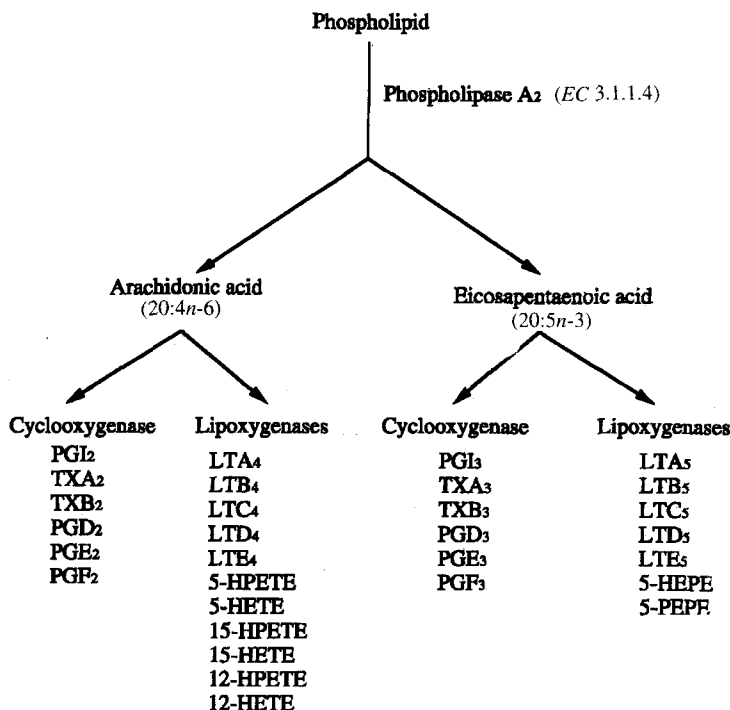 Phospholipid
Phospholipase A2 (EC 3.1.1.4)
Arachidonic acid
(20:4n-6)
Eicosapentaenoic acid
(20:5n-3)
Cyclooxygenase
PGI2
TXA2
TXB2
PGD2
PGE2
PGF2
Lipoxygenases
LTA4
LTB4
LTC4
LTD4
LTE4
5-HPETE
5-HETE
15-HPETE
15-HETE
12-HPETE
12-HETE
Cyclooxygenase
PGI3
TXA3
TXB3
PGD3
PGE3
PGF3
Lipoxygenases
LTA5
LTB5
LTC5
LTD5
LTE5
5-HEPE
5-PEPE